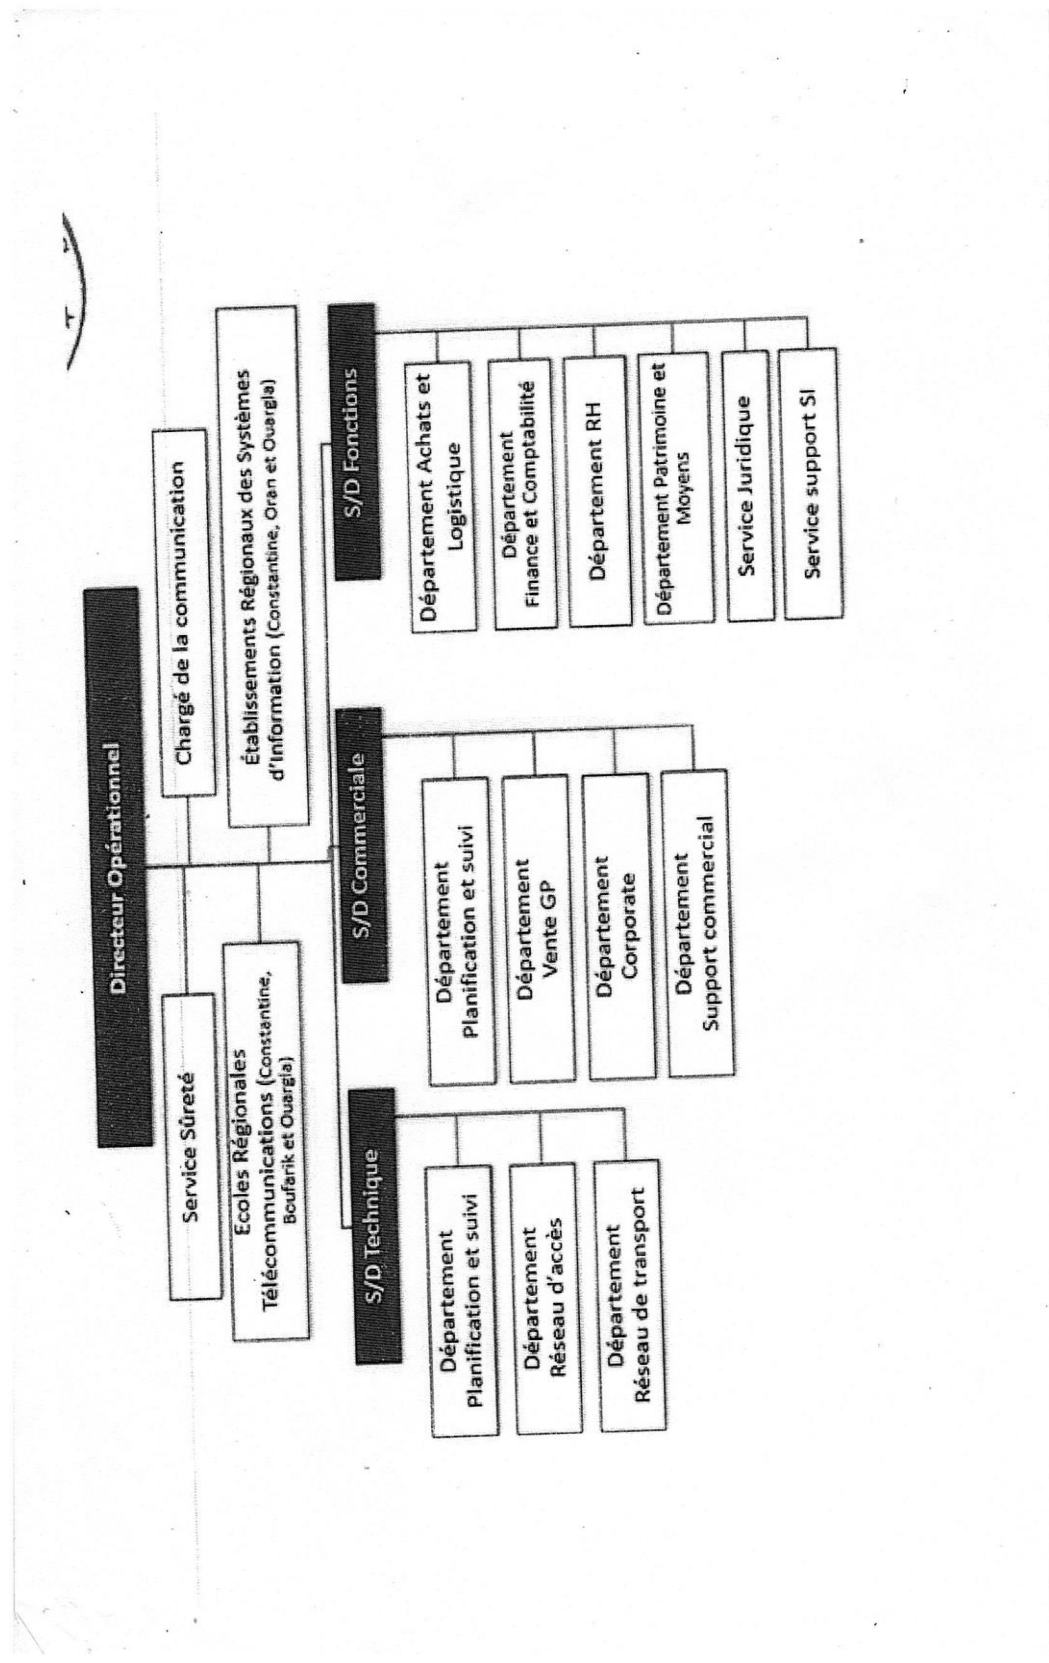 Directeur Opérationnel
Service Sûreté
Chargé de la communication
Ecoles Régionales
Télécommunications (Constantine,
Boufarik et Ouargla)
Établissements Régionaux des Systèmes
d'Information (Constantine, Oran et Ouargla)
S/D Technique
Département
Planification et suivi
Département
Réseau d'accès
Département
Réseau de transport
S/D Commerciale
Département
Planification et suivi
Département
Vente GP
Département
Corporate
Département
Support commercial
S/D Fonctions
Département Achats et
Logistique
Département
Finance et Comptabilité
Département RH
Département Patrimoine et
Moyens
Service Juridique
Service support SI